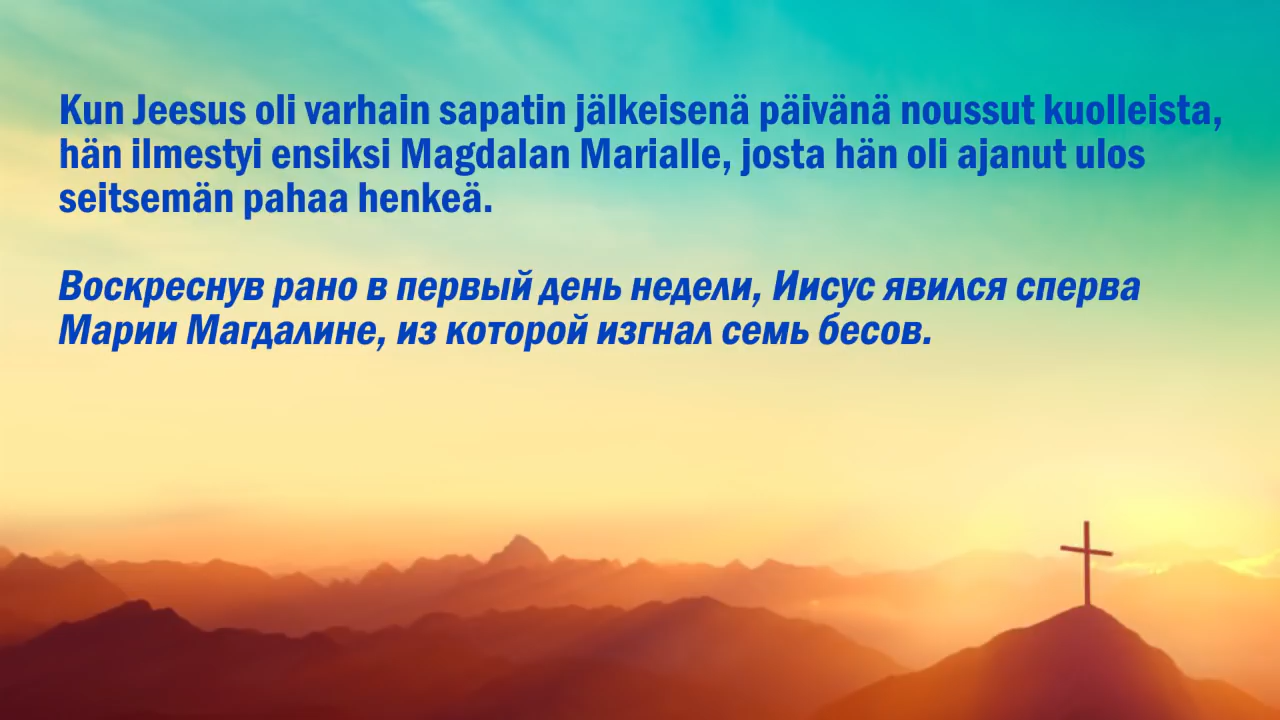 Kun Jeesus oli varhain sapatin jälkeisenä päivänä noussut kuolleista,
hän ilmestyi ensiksi Magdalan Marialle, josta hän oli ajanut ulos
seitsemän pahaa henkeä.
Воскреснув рано в первый день недели, Иисус явился сперва
Марии Магдалине, из которой изгнал семь бесов.